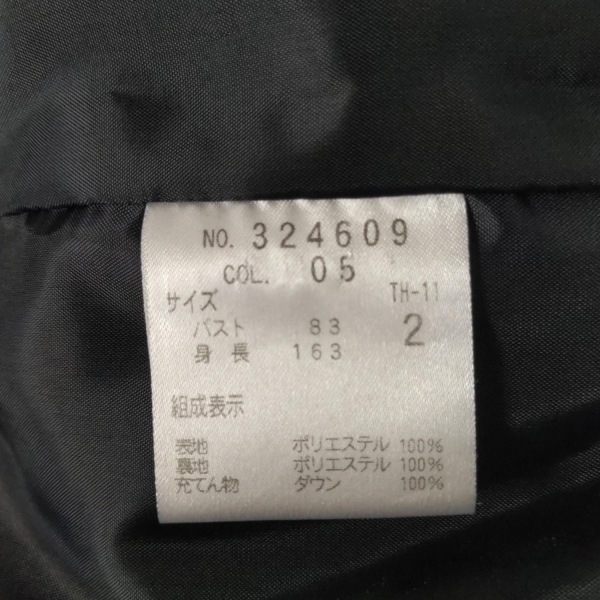 NO. 324609
COL. 05
サイズ TH-11
バスト 83 2
身長 163
組成表示
表地 ポリエステル 100%
裏地 ポリエステル 100%
充てん物 ダウン 100%